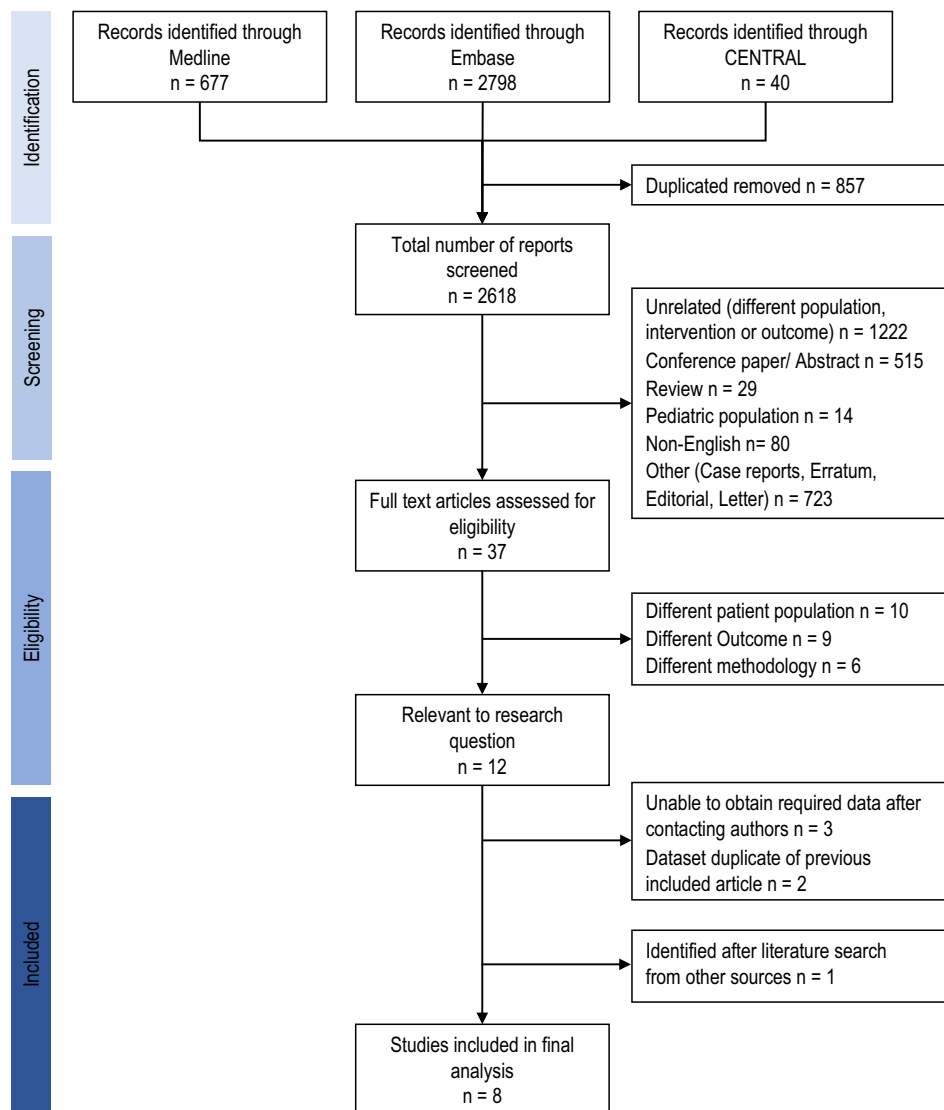 Identification
Records identified through
Medline
n = 677
Records identified through
Embase
n = 2798
Records identified through
CENTRAL
n = 40
Duplicated removed n = 857
Screening
Total number of reports
screened
n = 2618
Unrelated (different population,
intervention or outcome) n = 1222
Conference paper/ Abstract n = 515
Review n = 29
Pediatric population n = 14
Non-English n= 80
Other (Case reports, Erratum,
Editorial, Letter) n = 723
Eligibility
Full text articles assessed for
eligibility
n = 37
Different patient population n = 10
Different Outcome n = 9
Different methodology n = 6
Relevant to research
question
n = 12
Included
Unable to obtain required data after
contacting authors n = 3
Dataset duplicate of previous
included article n = 2
Identified after literature search
from other sources n = 1
Studies included in final
analysis
n = 8